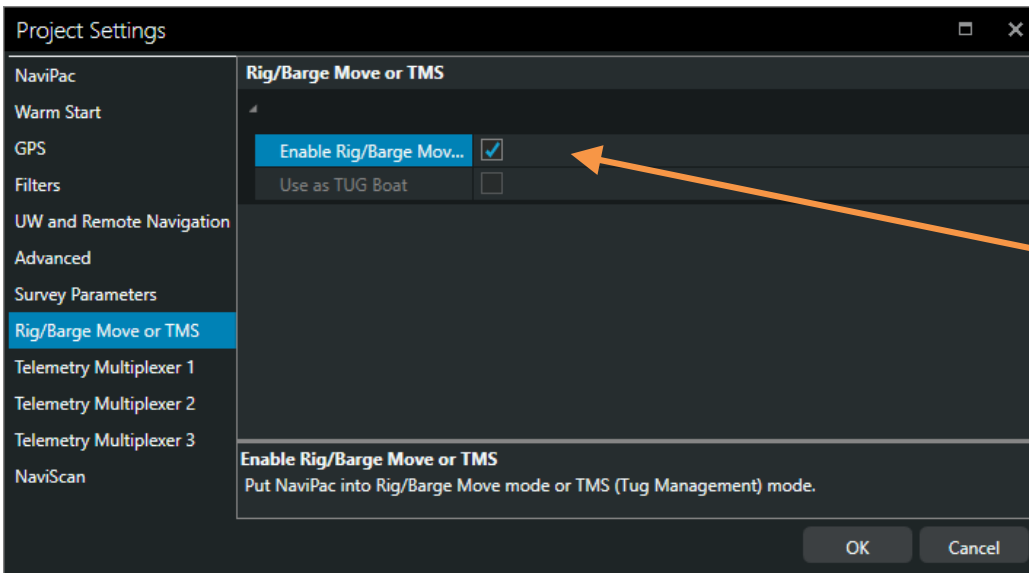 Project Settings
NaviPac
Warm Start
GPS
Filters
UW and Remote Navigation
Advanced
Survey Parameters
Rig/Barge Move or TMS
Telemetry Multiplexer 1
Telemetry Multiplexer 2
Telemetry Multiplexer 3
NaviScan
Rig/Barge Move or TMS
Enable Rig/Barge Mov...
Use as TUG Boat
Enable Rig/Barge Move or TMS
Put NaviPac into Rig/Barge Move mode or TMS (Tug Management) mode.
OK
Cancel